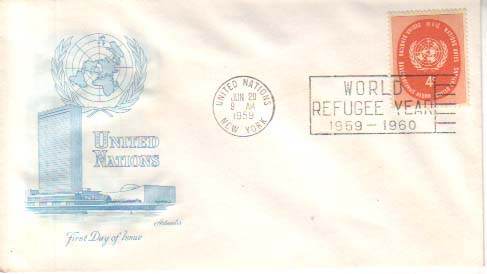 UNITED
NATIONS
First Day of Issue
UNITED NATIONS
JUN 29
9 AM
1959
NEW YORK
WORLD
REFUGEE YEAR
1959 - 1960
4¢